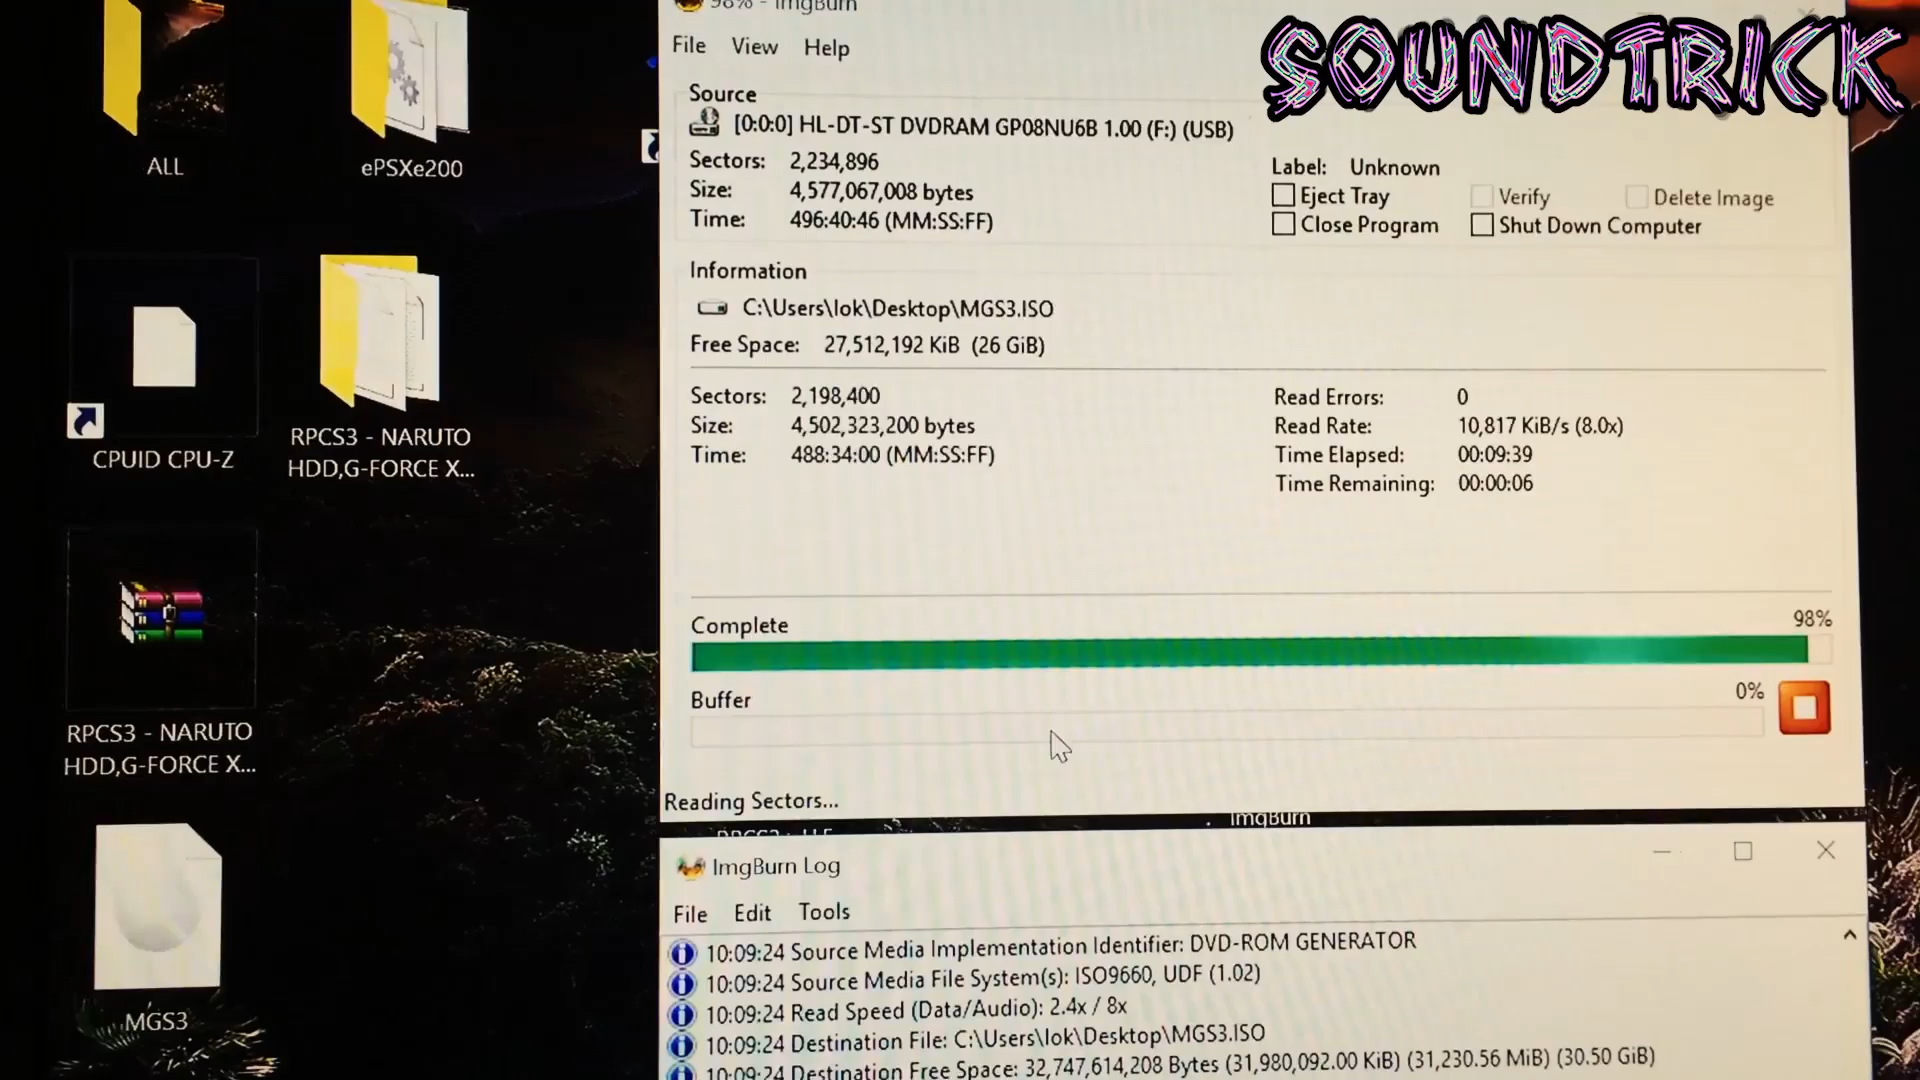 98% - ImgBurn
SOUNDTRICK
File View Help
Source
[0:0:0] HL-DT-ST DVDRAM GP08NU6B 1.00 (F:) (USB)
Sectors: 2,234,896
Size: 4,577,067,008 bytes
Time: 496:40:46 (MM:SS:FF)
Label: Unknown
Eject Tray Verify Delete Image
Close Program Shut Down Computer
Information
C:\Users\lok\Desktop\MGS3.ISO
Free Space: 27,512,192 KiB (26 GiB)
Sectors: 2,198,400
Size: 4,502,323,200 bytes
Time: 488:34:00 (MM:SS:FF)
Read Errors: 0
Read Rate: 10,817 KiB/s (8.0x)
Time Elapsed: 00:09:39
Time Remaining: 00:00:06
Complete 98%
Buffer 0%
Reading Sectors...
ImgBurn
ImgBurn Log
File Edit Tools
10:09:24 Source Media Implementation Identifier: DVD-ROM GENERATOR
10:09:24 Source Media File System(s): ISO9660, UDF (1.02)
10:09:24 Read Speed (Data/Audio): 2.4x / 8x
10:09:24 Destination File: C:\Users\lok\Desktop\MGS3.ISO
10:09:24 Destination Free Space: 32,747,614,208 Bytes (31,980,092.00 KiB) (31,230.56 MiB) (30.50 GiB)
ALL
ePSXe200
CPUID CPU-Z
RPCS3 - NARUTO
HDD,G-FORCE X...
RPCS3 - NARUTO
HDD,G-FORCE X...
MGS3